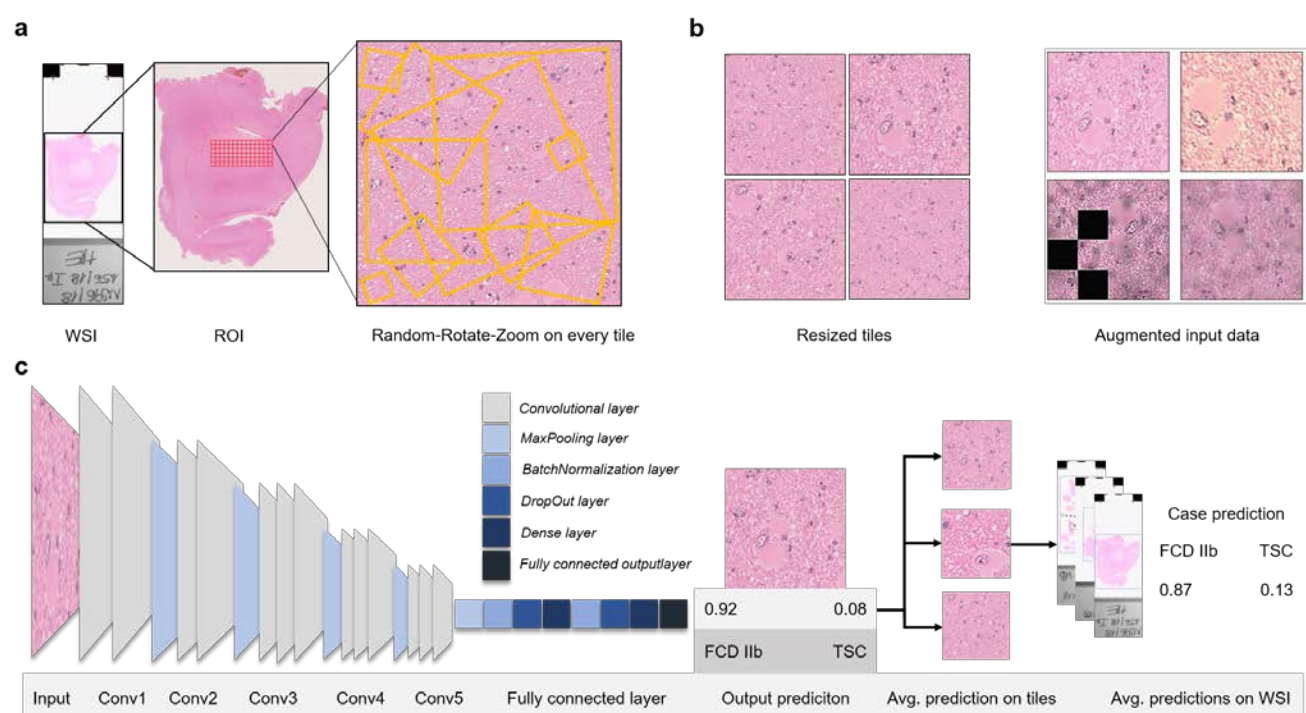 a
b
WSI
ROI
Random-Rotate-Zoom on every tile
Resized tiles
Augmented input data
c
Convolutional layer
MaxPooling layer
BatchNormalization layer
DropOut layer
Dense layer
Fully connected outputlayer
0.92 0.08
FCD IIb TSC
Case prediction
FCD IIb TSC
0.87 0.13
Input Conv1 Conv2 Conv3 Conv4 Conv5 Fully connected layer Output prediciton Avg. prediction on tiles Avg. predictions on WSI